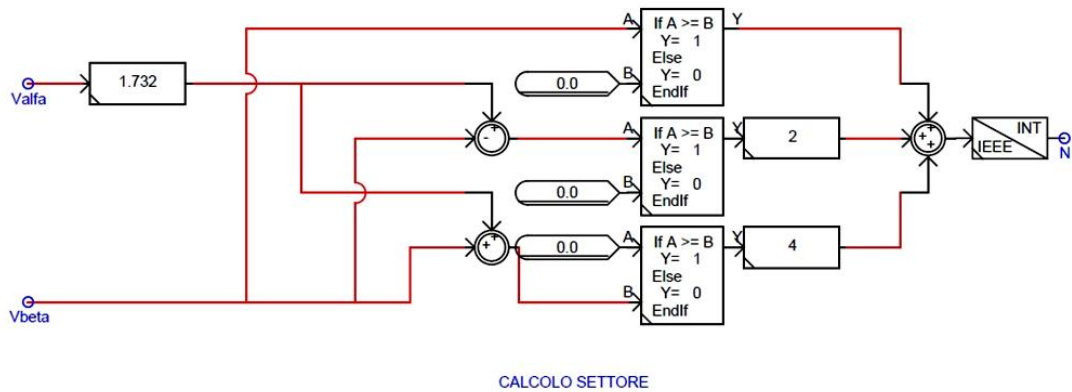 A
If A >= B
Y= 1
Else
Y= 0
EndIf
Y
B
0.0
Valfa
1.732
- +
A
If A >= B
Y= 1
Else
Y= 0
EndIf
Y
B
0.0
2
+ +
+
INT
IEEE
N
+
+
0.0
A
If A >= B
Y= 1
Else
Y= 0
EndIf
Y
B
4
Vbeta
CALCOLO SETTORE